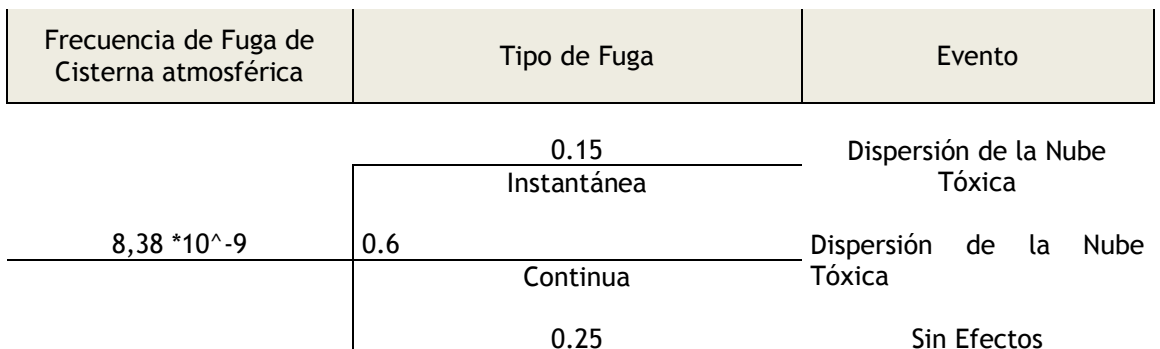 Frecuencia de Fuga de
Cisterna atmosférica
Tipo de Fuga
Evento
0.15
Instantánea
Dispersión de la Nube
Tóxica
8,38 *10^-9
0.6
Continua
Dispersión de la Nube
Tóxica
0.25
Sin Efectos